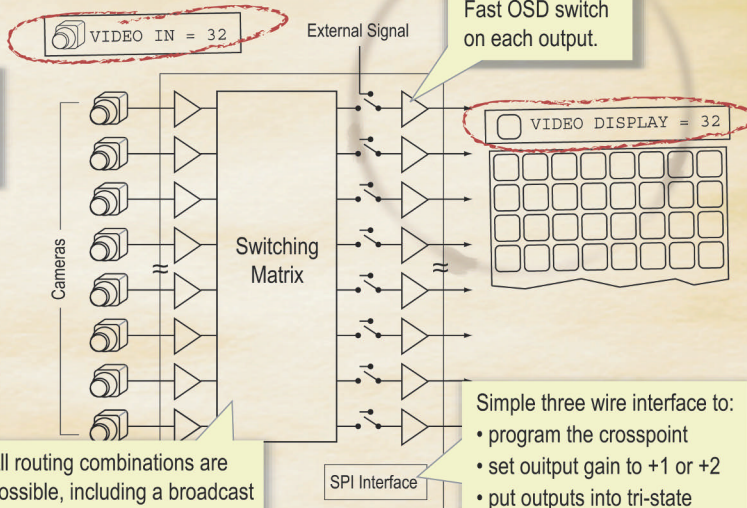 VIDEO IN = 32
External Signal
Fast OSD switch
on each output.
VIDEO DISPLAY = 32
Cameras
≈
Switching
Matrix
≈
routing combinations are
including a broadcast
SPI Interface
Simple three wire interface to:
• program the crosspoint
• set ouitput gain to +1 or +2
• put outputs into tri-state